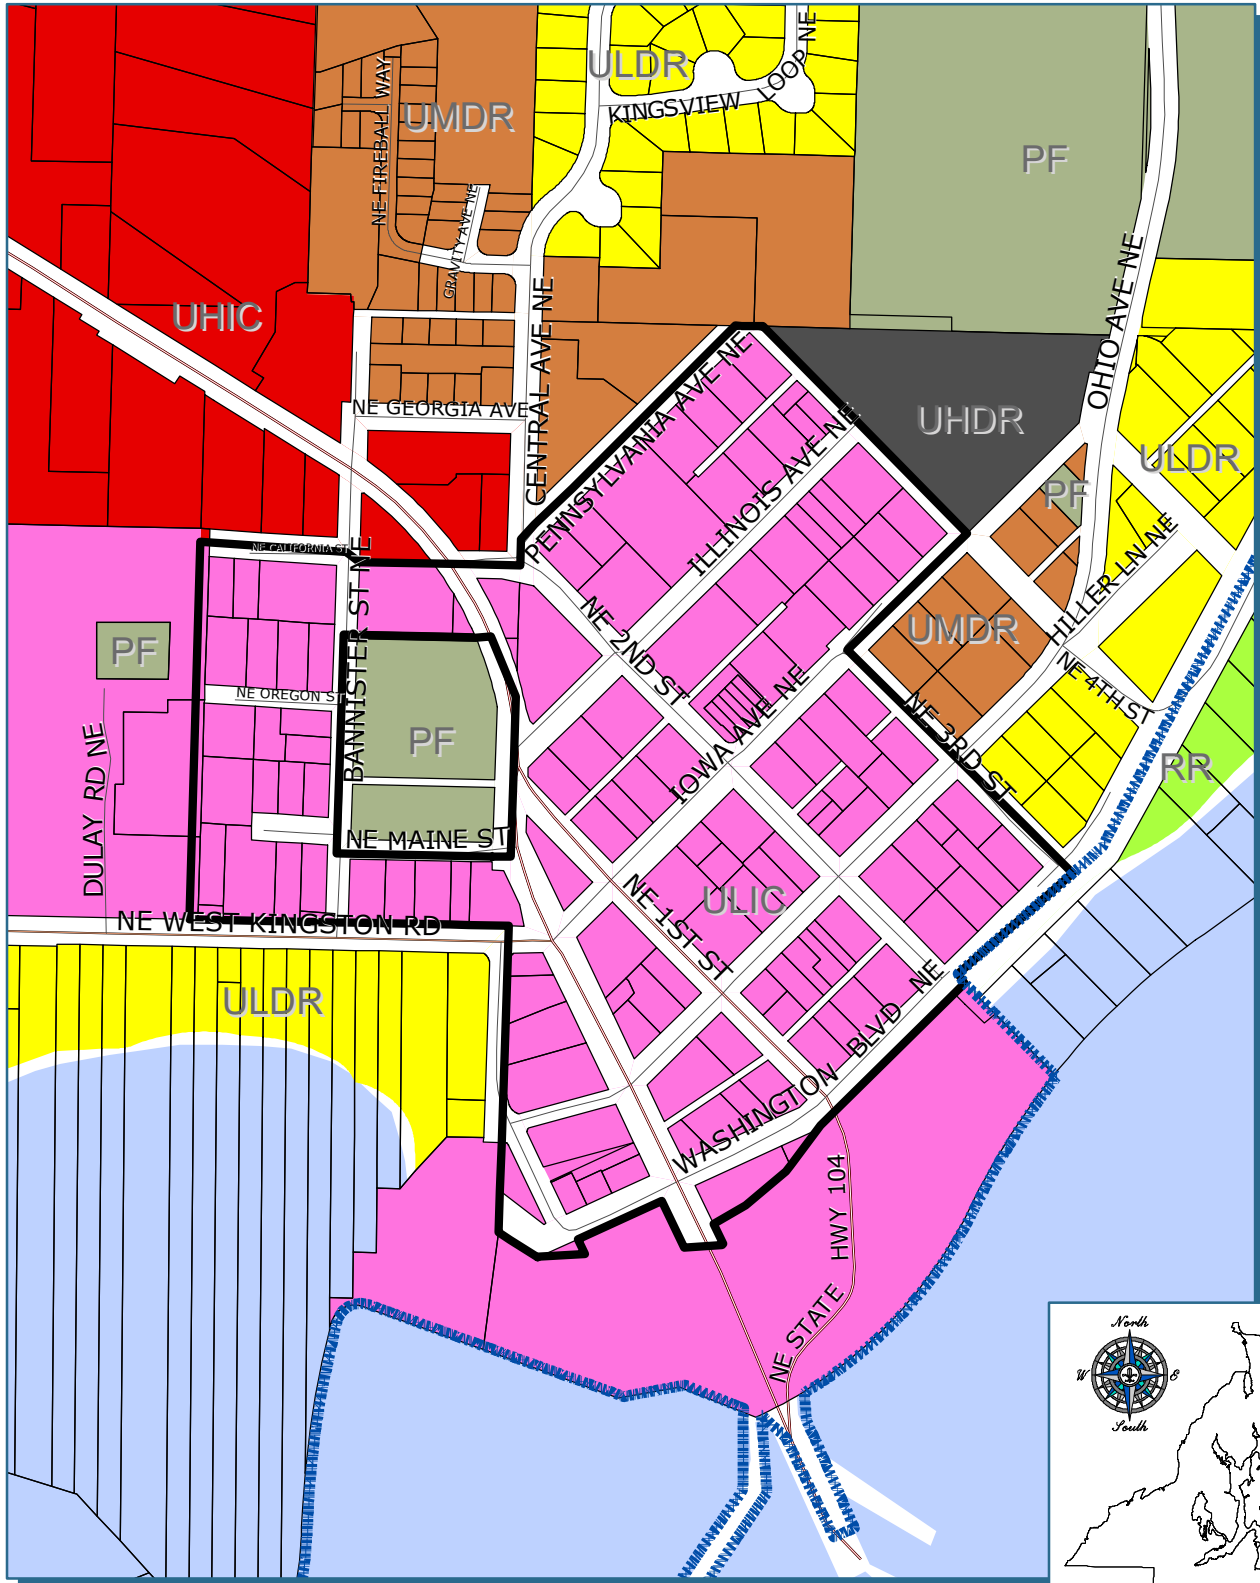 ULDR
LOOP NE
KINGSVIEW
UMDR
NE FIREBALL WAY
PF
GRAVITY AVE NE
OHIO AVE NE
UHIC
CENTRAL AVE NE
NE GEORGIA AVE
PENNSYLVANIA AVE NE
UHDR
ILLINOIS AVE NE
ULDR
PF
NE CALIFORNIA ST
BANNISTER ST NE
HILLER LN NE
NE 2ND ST
UMDR
PF
NE 4TH ST
NE OREGON ST
IOWA AVE NE
NE 3RD ST
PF
RR
DULAY RD NE
NE MAINE ST
ULIC
NE 1ST ST
NE WEST KINGSTON RD
ULDR
WASHINGTON BLVD NE
HWY 104
NE STATE
North
W
E
South